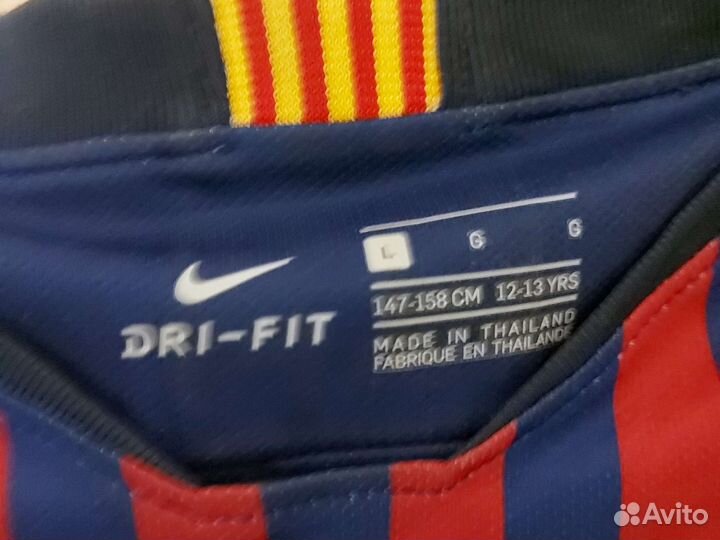 L G G
147-158 CM 12-13 YRS
DRI-FIT
MADE IN THAILAND
FABRIQUE EN THAILANDE
Avito